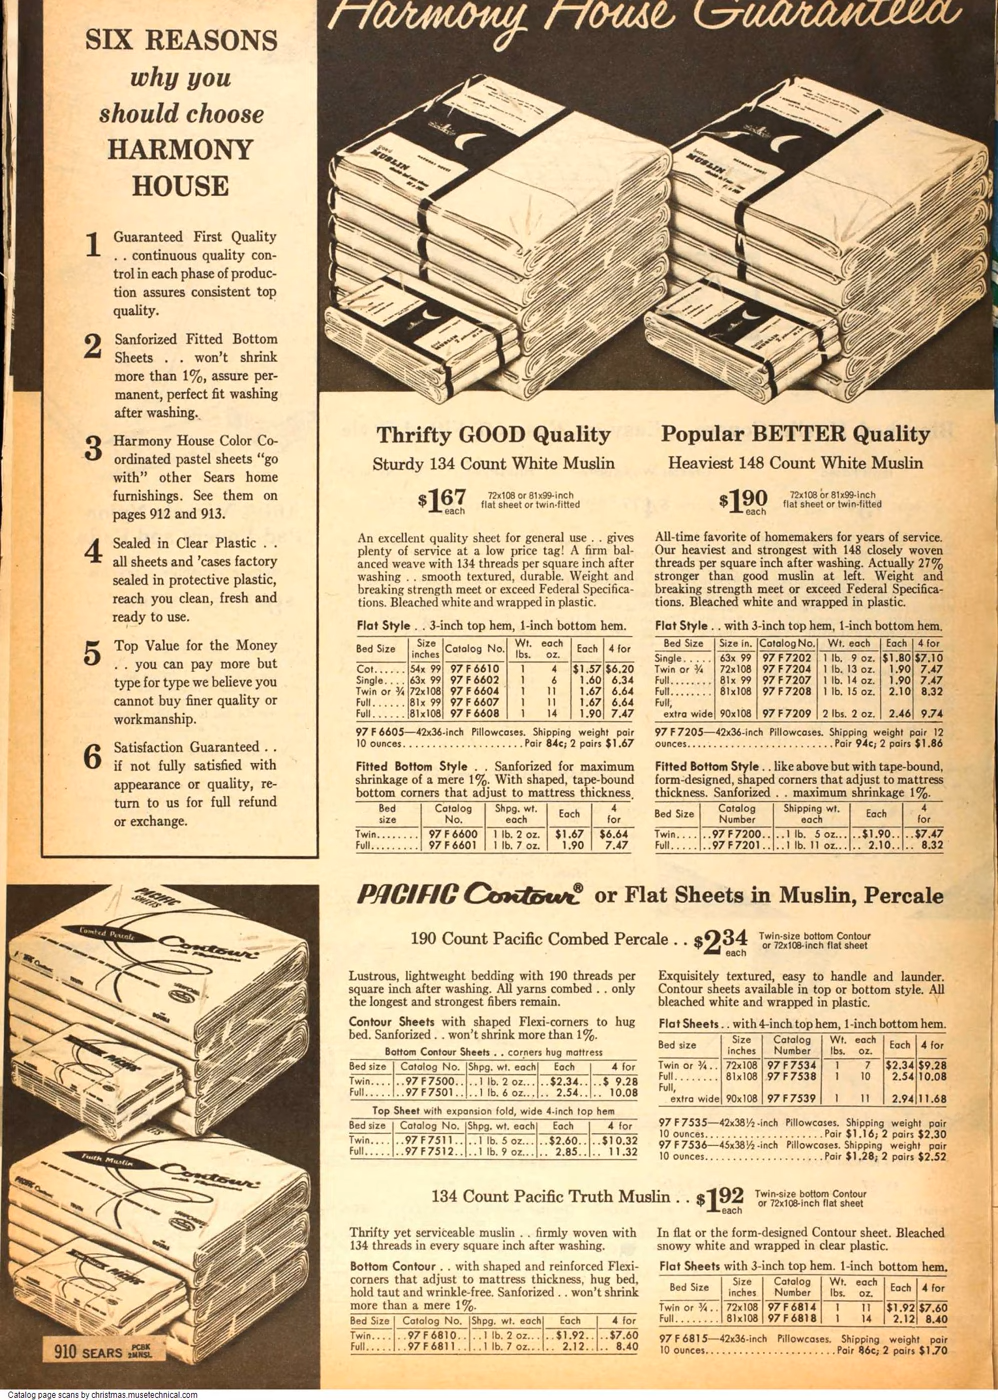 Harmony House Guaranteed
SIX REASONS
why you
should choose
HARMONY
HOUSE
1 Guaranteed First Quality
. . continuous quality con-
trol in each phase of produc-
tion assures consistent top
quality.
2 Sanforized Fitted Bottom
Sheets . . won't shrink
more than 1%, assure per-
manent, perfect fit washing
after washing.
3 Harmony House Color Co-
ordinated pastel sheets "go
with" other Sears home
furnishings. See them on
pages 912 and 913.
4 Sealed in Clear Plastic . .
all sheets and 'cases factory
sealed in protective plastic,
reach you clean, fresh and
ready to use.
5 Top Value for the Money
. . you can pay more but
type for type we believe you
cannot buy finer quality or
workmanship.
6 Satisfaction Guaranteed . .
if not fully satisfied with
appearance or quality, re-
turn to us for full refund
or exchange.
MUSLIN
MUSLIN
Thrifty GOOD Quality
Sturdy 134 Count White Muslin
$1.67 each 72x108 or 81x99-inch
flat sheet or twin-fitted
An excellent quality sheet for general use . . gives
plenty of service at a low price tag! A firm bal-
anced weave with 134 threads per square inch after
washing . . smooth textured, durable. Weight and
breaking strength meet or exceed Federal Specifica-
tions. Bleached white and wrapped in plastic.
Flat Style . . 3-inch top hem, 1-inch bottom hem.
Bed Size Size inches Catalog No. Wt. each lbs. oz. Each 4 for
Cot...... 54x 99 97 F 6610 1 4 $1.57 $6.20
Single.... 63x 99 97 F 6602 1 6 1.60 6.34
Twin or ¾ 72x108 97 F 6604 1 11 1.67 6.64
Full...... 81x 99 97 F 6607 1 11 1.67 6.64
Full...... 81x108 97 F 6608 1 14 1.90 7.47
97 F 6605—42x36-inch Pillowcases. Shipping weight pair
10 ounces......................Pair 84c; 2 pairs $1.67
Fitted Bottom Style . . Sanforized for maximum
shrinkage of a mere 1%. With shaped, tape-bound
bottom corners that adjust to mattress thickness.
Bed size Catalog No. Shpg. wt. each Each 4 for
Twin........ 97 F 6600 1 lb. 2 oz. $1.67 $6.64
Full......... 97 F 6601 1 lb. 7 oz. 1.90 7.47
Popular BETTER Quality
Heaviest 148 Count White Muslin
$1.90 each 72x108 or 81x99-inch
flat sheet or twin-fitted
All-time favorite of homemakers for years of service.
Our heaviest and strongest with 148 closely woven
threads per square inch after washing. Actually 27%
stronger than good muslin at left. Weight and
breaking strength meet or exceed Federal Specifica-
tions. Bleached white and wrapped in plastic.
Flat Style . . with 3-inch top hem, 1-inch bottom hem.
Bed Size Size in. Catalog No. Wt. each Each 4 for
Single..... 63x 99 97 F 7202 1 lb. 9 oz. $1.80 $7.10
Twin or ¾ 72x108 97 F 7204 1 lb. 13 oz. 1.90 7.47
Full........ 81x 99 97 F 7207 1 lb. 14 oz. 1.90 7.47
Full........ 81x108 97 F 7208 1 lb. 15 oz. 2.10 8.32
Full,
extra wide 90x108 97 F 7209 2 lbs. 2 oz. 2.46 9.74
97 F 7205—42x36-inch Pillowcases. Shipping weight pair 12
ounces...........................Pair 94c; 2 pairs $1.86
Fitted Bottom Style . . like above but with tape-bound,
form-designed, shaped corners that adjust to mattress
thickness. Sanforized . . maximum shrinkage 1%.
Bed Size Catalog Number Shipping wt. each Each 4 for
Twin.... ..97 F 7200.. ..1 lb. 5 oz... ..$1.90.. ..$7.47
Full..... ..97 F 7201.. ..1 lb. 11 oz... .. 2.10.. .. 8.32
PACIFIC Contour® or Flat Sheets in Muslin, Percale
190 Count Pacific Combed Percale . . $2.34 each Twin-size bottom Contour
or 72x108-inch flat sheet
Lustrous, lightweight bedding with 190 threads per
square inch after washing. All yarns combed . . only
the longest and strongest fibers remain.
Contour Sheets with shaped Flexi-corners to hug
bed. Sanforized . . won't shrink more than 1%.
Bottom Contour Sheets . . corners hug mattress
Bed size Catalog No. Shpg. wt. each Each 4 for
Twin.... ..97 F 7500.. ..1 lb. 2 oz... ..$2.34.. ..$ 9.28
Full..... ..97 F 7501.. ..1 lb. 6 oz... .. 2.54.. .. 10.08
Top Sheet with expansion fold, wide 4-inch top hem
Bed size Catalog No. Shpg. wt. each Each 4 for
Twin.... ..97 F 7511.. ..1 lb. 5 oz... ..$2.60.. ..$10.32
Full..... ..97 F 7512.. ..1 lb. 9 oz... .. 2.85.. .. 11.32
Exquisitely textured, easy to handle and launder.
Contour sheets available in top or bottom style. All
bleached white and wrapped in plastic.
Flat Sheets . . with 4-inch top hem, 1-inch bottom hem.
Bed size Size inches Catalog Number Wt. each lbs. oz. Each 4 for
Twin or ¾.. 72x108 97 F 7534 1 7 $2.34 $9.28
Full........ 81x108 97 F 7538 1 10 2.54 10.08
Full,
extra wide 90x108 97 F 7539 1 11 2.94 11.68
97 F 7535—42x38½-inch Pillowcases. Shipping weight pair
10 ounces.....................Pair $1.16; 2 pairs $2.30
97 F 7536—45x38½-inch Pillowcases. Shipping weight pair
10 ounces.....................Pair $1.28; 2 pairs $2.52
134 Count Pacific Truth Muslin . . $1.92 each Twin-size bottom Contour
or 72x108-inch flat sheet
Thrifty yet serviceable muslin . . firmly woven with
134 threads in every square inch after washing.
Bottom Contour . . with shaped and reinforced Flexi-
corners that adjust to mattress thickness, hug bed,
hold taut and wrinkle-free. Sanforized . . won't shrink
more than a mere 1%.
Bed Size Catalog No. Shpg. wt. each Each 4 for
Twin.... ..97 F 6810.. ..1 lb. 2 oz... ..$1.92.. ..$7.60
Full..... ..97 F 6811.. ..1 lb. 7 oz... .. 2.12.. .. 8.40
In flat or the form-designed Contour sheet. Bleached
snowy white and wrapped in clear plastic.
Flat Sheets with 3-inch top hem. 1-inch bottom hem.
Bed Size Size inches Catalog Number Wt. each lbs. oz. Each 4 for
Twin or ¾.. 72x108 97 F 6814 1 11 $1.92 $7.60
Full........ 81x108 97 F 6818 1 14 2.12 8.40
97 F 6815—42x36-inch Pillowcases. Shipping weight pair
10 ounces........................Pair 86c; 2 pairs $1.70
PACIFIC
SHEETS
Combed Percale
Contour
Truth Muslin
Contour
910 SEARS PCBK
Catalog page scans by christmas.musetechnical.com